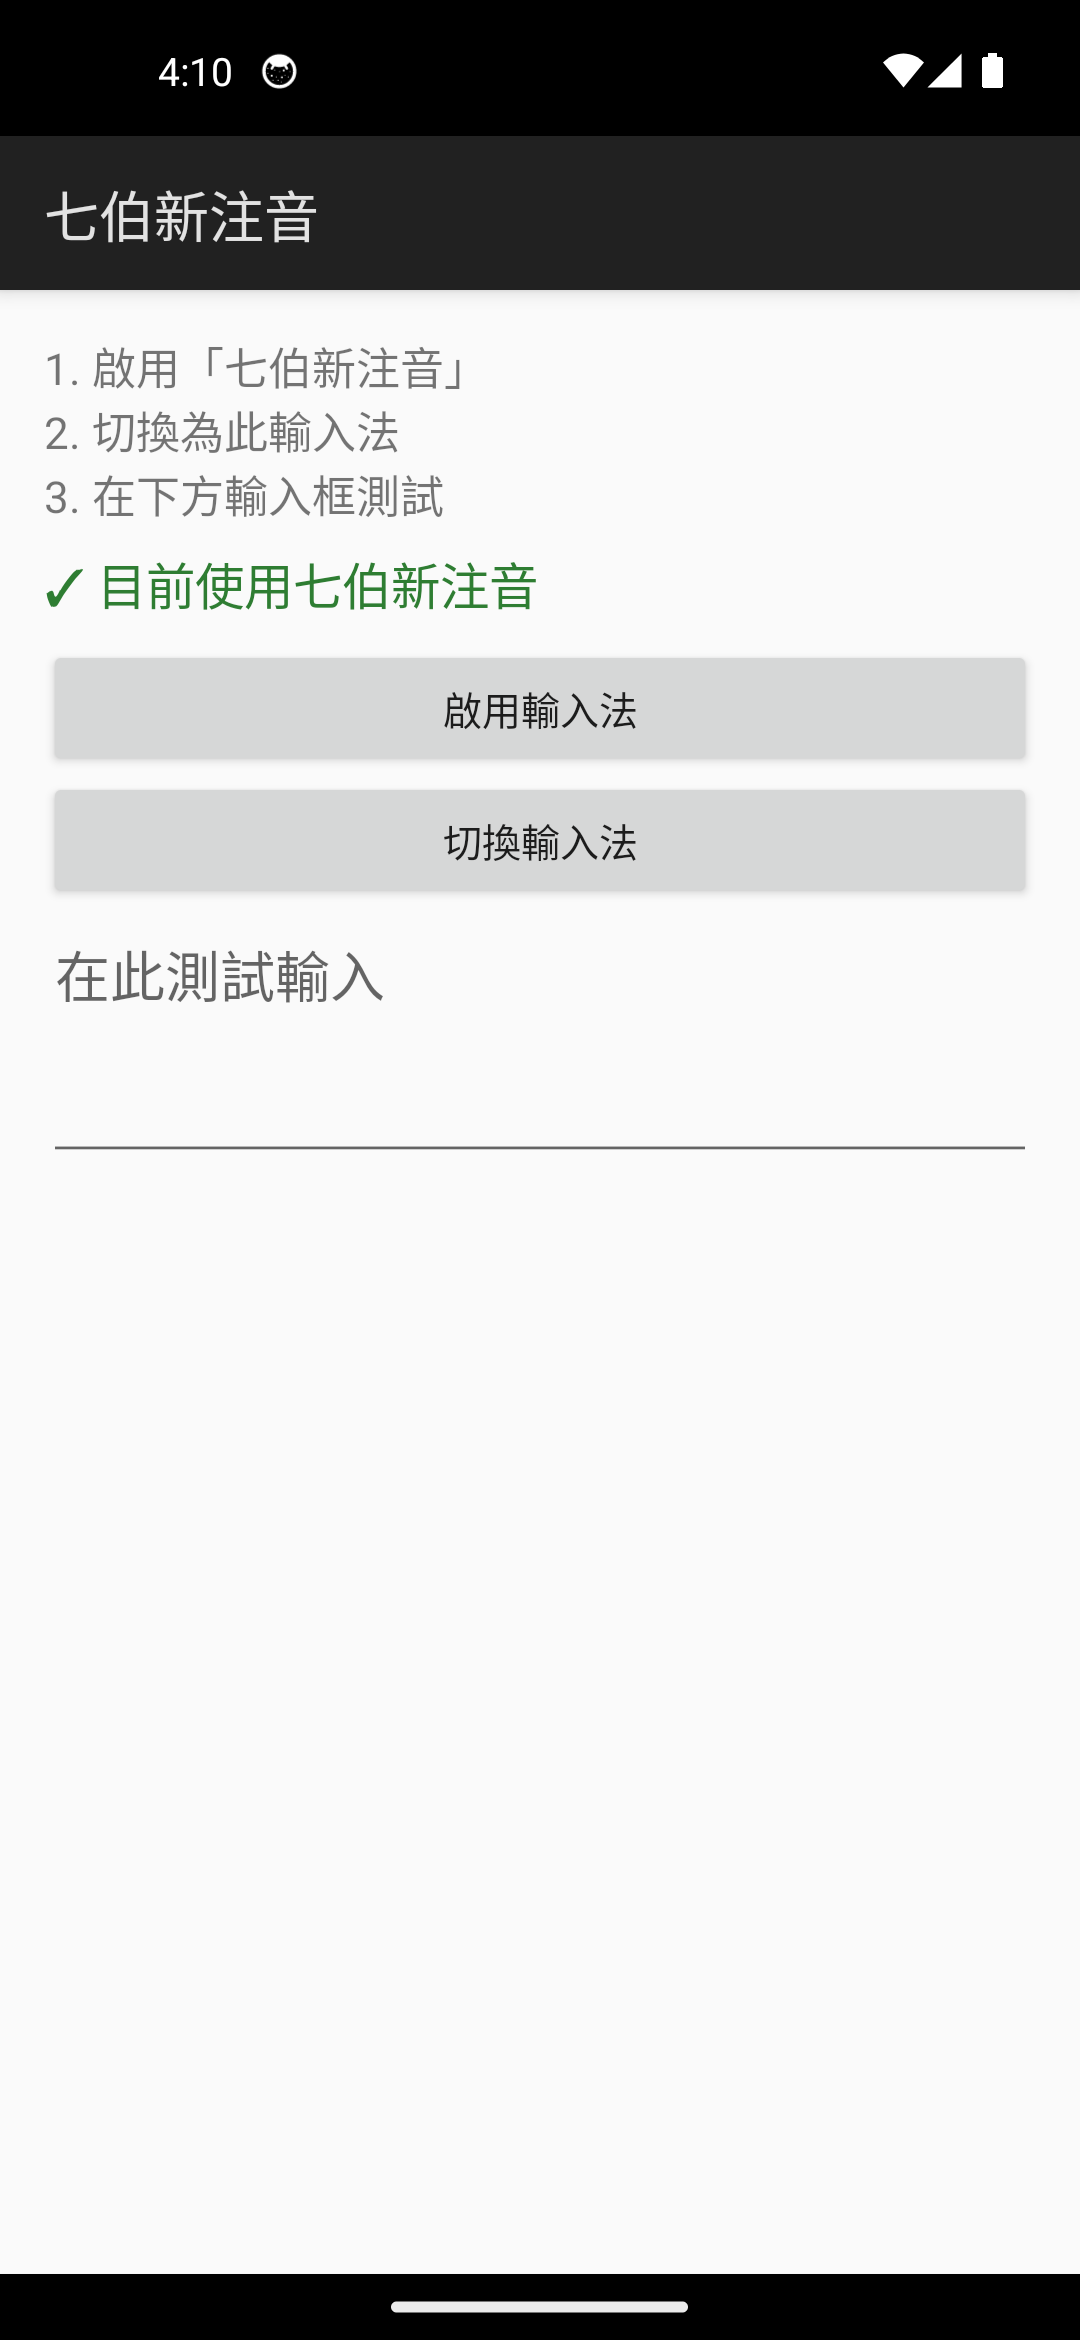 4:10
七伯新注音
1. 啟用「七伯新注音」
2. 切換為此輸入法
3. 在下方輸入框測試
✓ 目前使用七伯新注音
啟用輸入法
切換輸入法
在此測試輸入